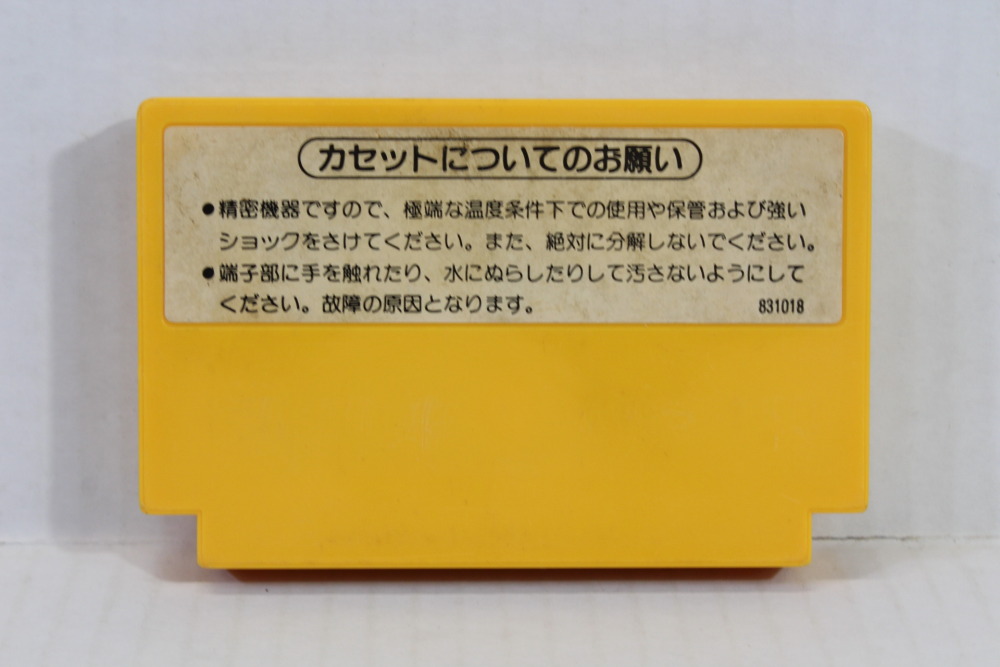 カセットについてのお願い
●精密機器ですので、極端な温度条件下での使用や保管および強い
ショックをさけてください。また、絶対に分解しないでください。
●端子部に手を触れたり、水にぬらしたりして汚さないようにして
ください。故障の原因となります。 831018